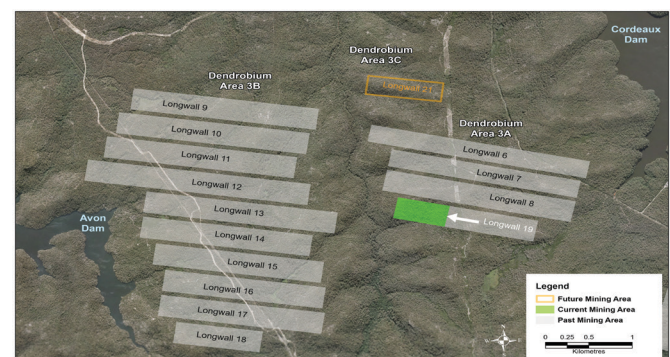 Cordeaux
Dam
Dendrobium
Area 3C
Dendrobium
Area 3B
Longwall 21
Longwall 9
Dendrobium
Area 3A
Longwall 10
Longwall 6
Longwall 11
Longwall 7
Longwall 12
Longwall 8
Avon
Dam
Longwall 13
Longwall 19
Longwall 14
Longwall 15
Longwall 16
Longwall 17
Longwall 18
Legend
Future Mining Area
Current Mining Area
Past Mining Area
0 0.25 0.5 1
Kilometres